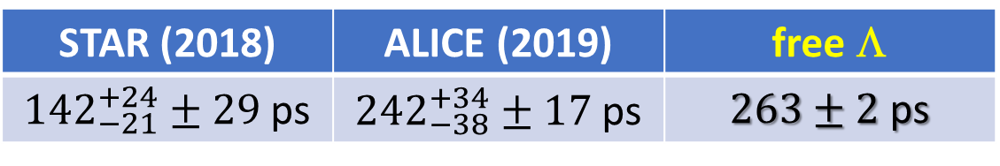 STAR (2018) ALICE (2019) free Λ
142⁺²⁴₋₂₁ ± 29 ps 242⁺³⁴₋₃₈ ± 17 ps 263 ± 2 ps